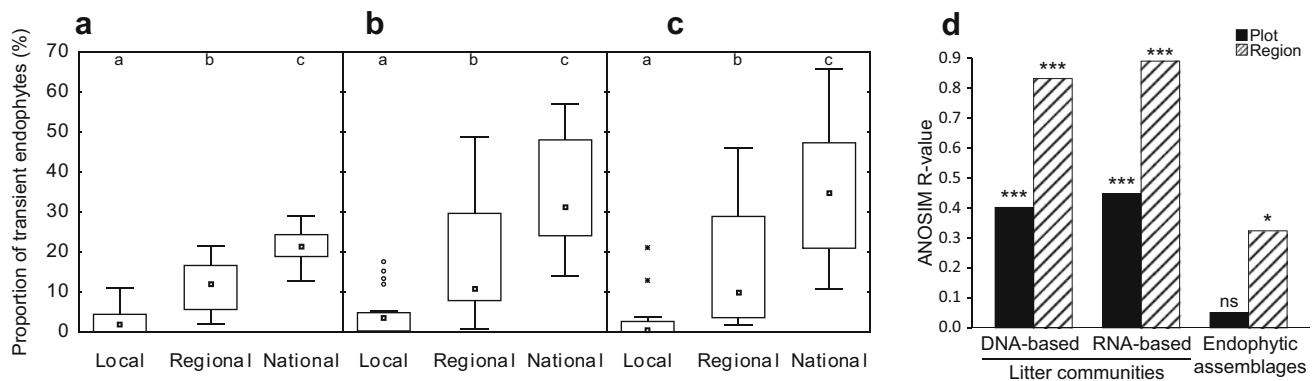 a
b
c
d
Proportion of transient endophytes (%)
70
60
50
40
30
20
10
0
a b c
a b c
a b c
Local Regional National
Local Regional National
Local Regional National
Plot
Region
ANOSIM R-value
0.9
0.8
0.7
0.6
0.5
0.4
0.3
0.2
0.1
0.0
*** ***
*** ***
ns *
DNA-based RNA-based Endophytic
assemblages
Litter communities